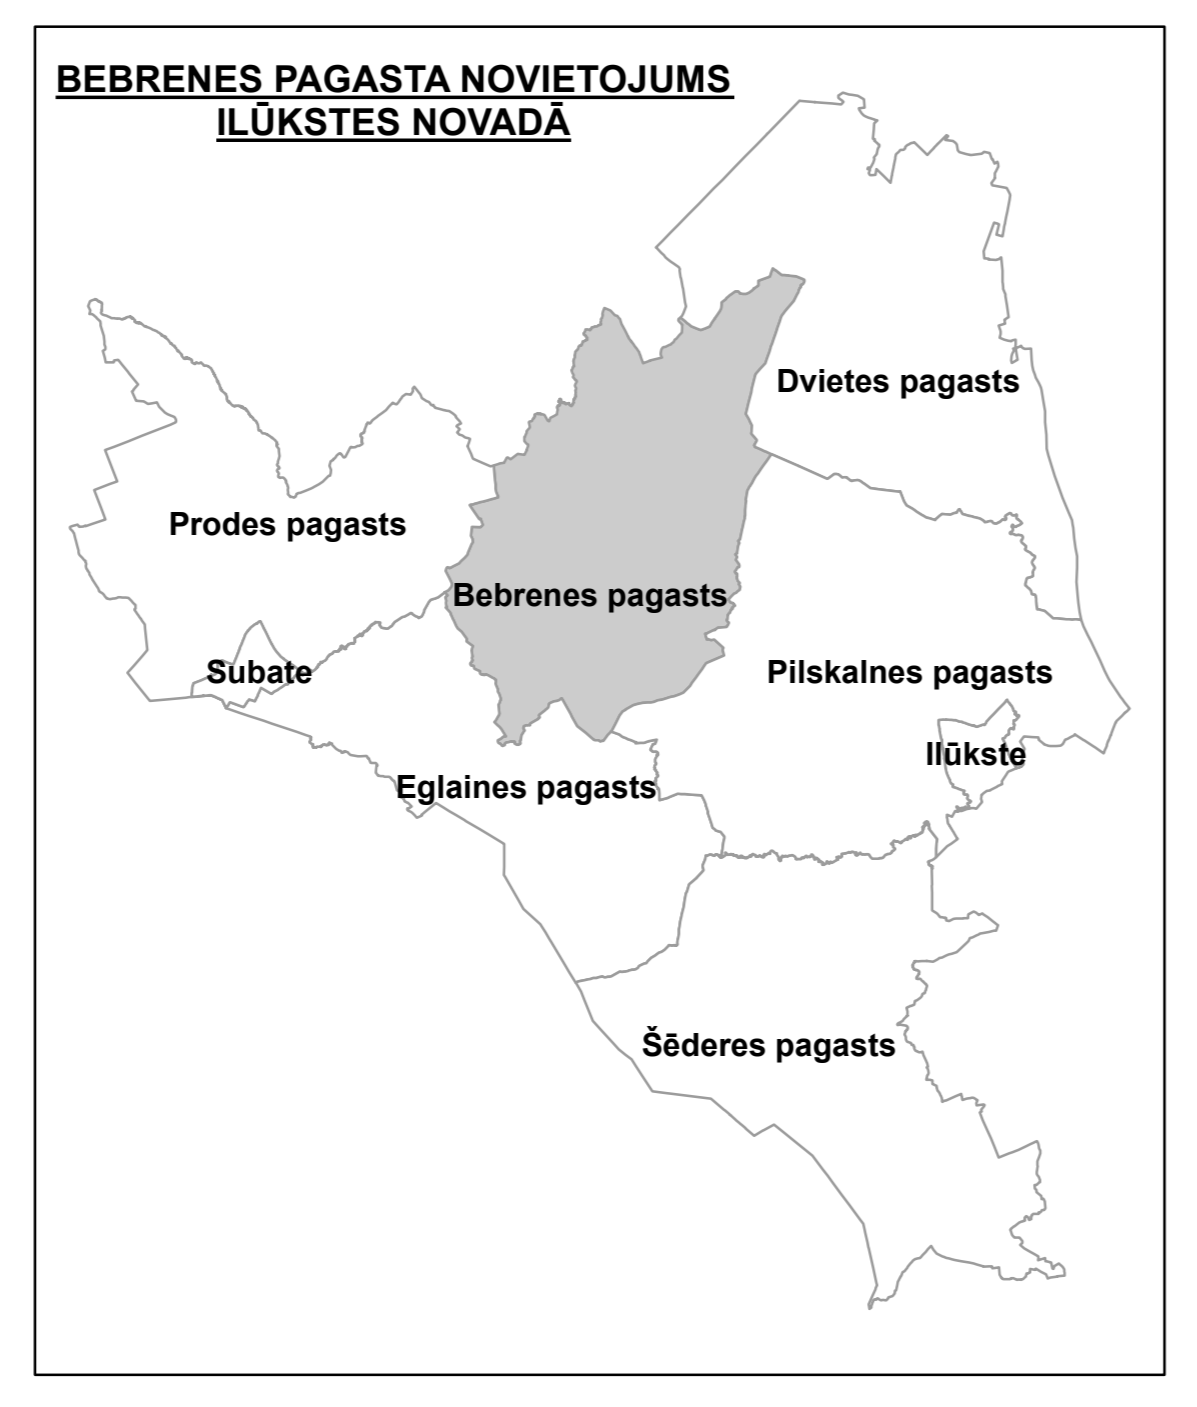 BEBRENES PAGASTA NOVIETOJUMS
ILŪKSTES NOVADĀ
Dvietes pagasts
Prodes pagasts
Bebrenes pagasts
Subate
Pilskalnes pagasts
Ilūkste
Eglaines pagasts
Šēderes pagasts